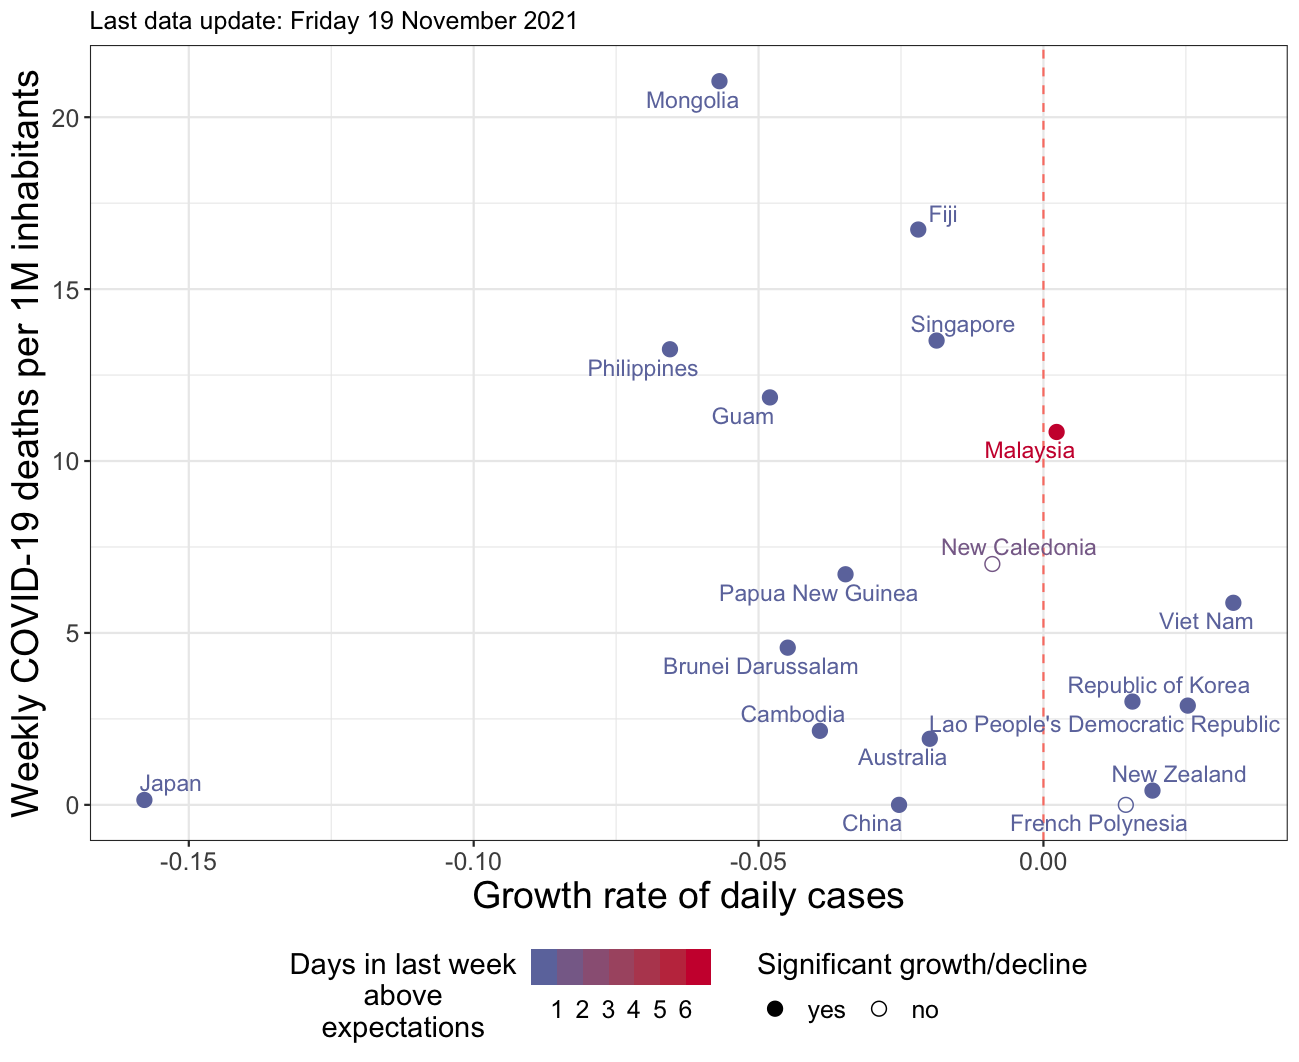 Last data update: Friday 19 November 2021
Weekly COVID-19 deaths per 1M inhabitants
20
15
10
5
0
Mongolia
Fiji
Singapore
Philippines
Guam
Malaysia
New Caledonia
Papua New Guinea
Viet Nam
Brunei Darussalam
Republic of Korea
Cambodia
Lao People's Democratic Republic
Australia
New Zealand
Japan
China
French Polynesia
-0.15
-0.10
-0.05
0.00
Growth rate of daily cases
Days in last week
above
expectations
1 2 3 4 5 6
Significant growth/decline
yes
no